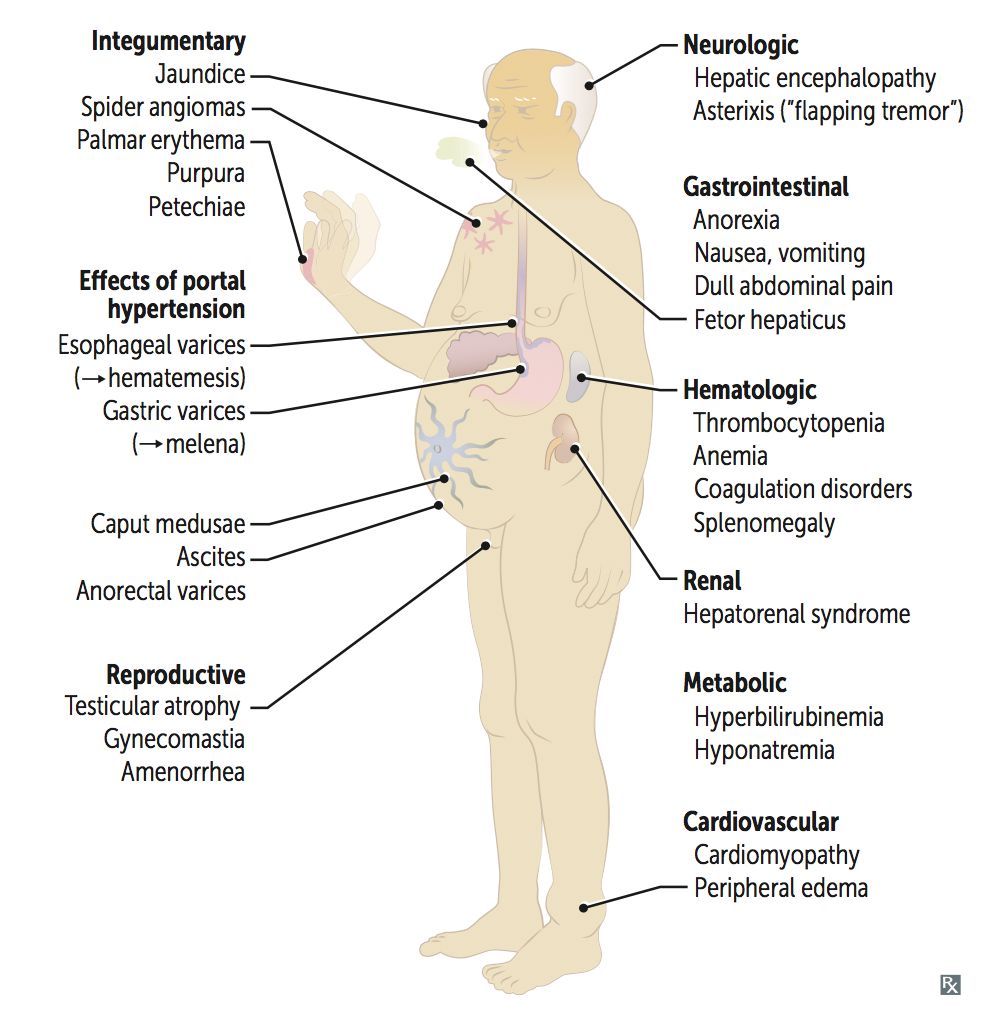 Integumentary
Jaundice
Spider angiomas
Palmar erythema
Purpura
Petechiae
Effects of portal
hypertension
Esophageal varices
(→hematemesis)
Gastric varices
(→melena)
Caput medusae
Ascites
Anorectal varices
Reproductive
Testicular atrophy
Gynecomastia
Amenorrhea
Neurologic
Hepatic encephalopathy
Asterixis ("flapping tremor")
Gastrointestinal
Anorexia
Nausea, vomiting
Dull abdominal pain
Fetor hepaticus
Hematologic
Thrombocytopenia
Anemia
Coagulation disorders
Splenomegaly
Renal
Hepatorenal syndrome
Metabolic
Hyperbilirubinemia
Hyponatremia
Cardiovascular
Cardiomyopathy
Peripheral edema
Rx